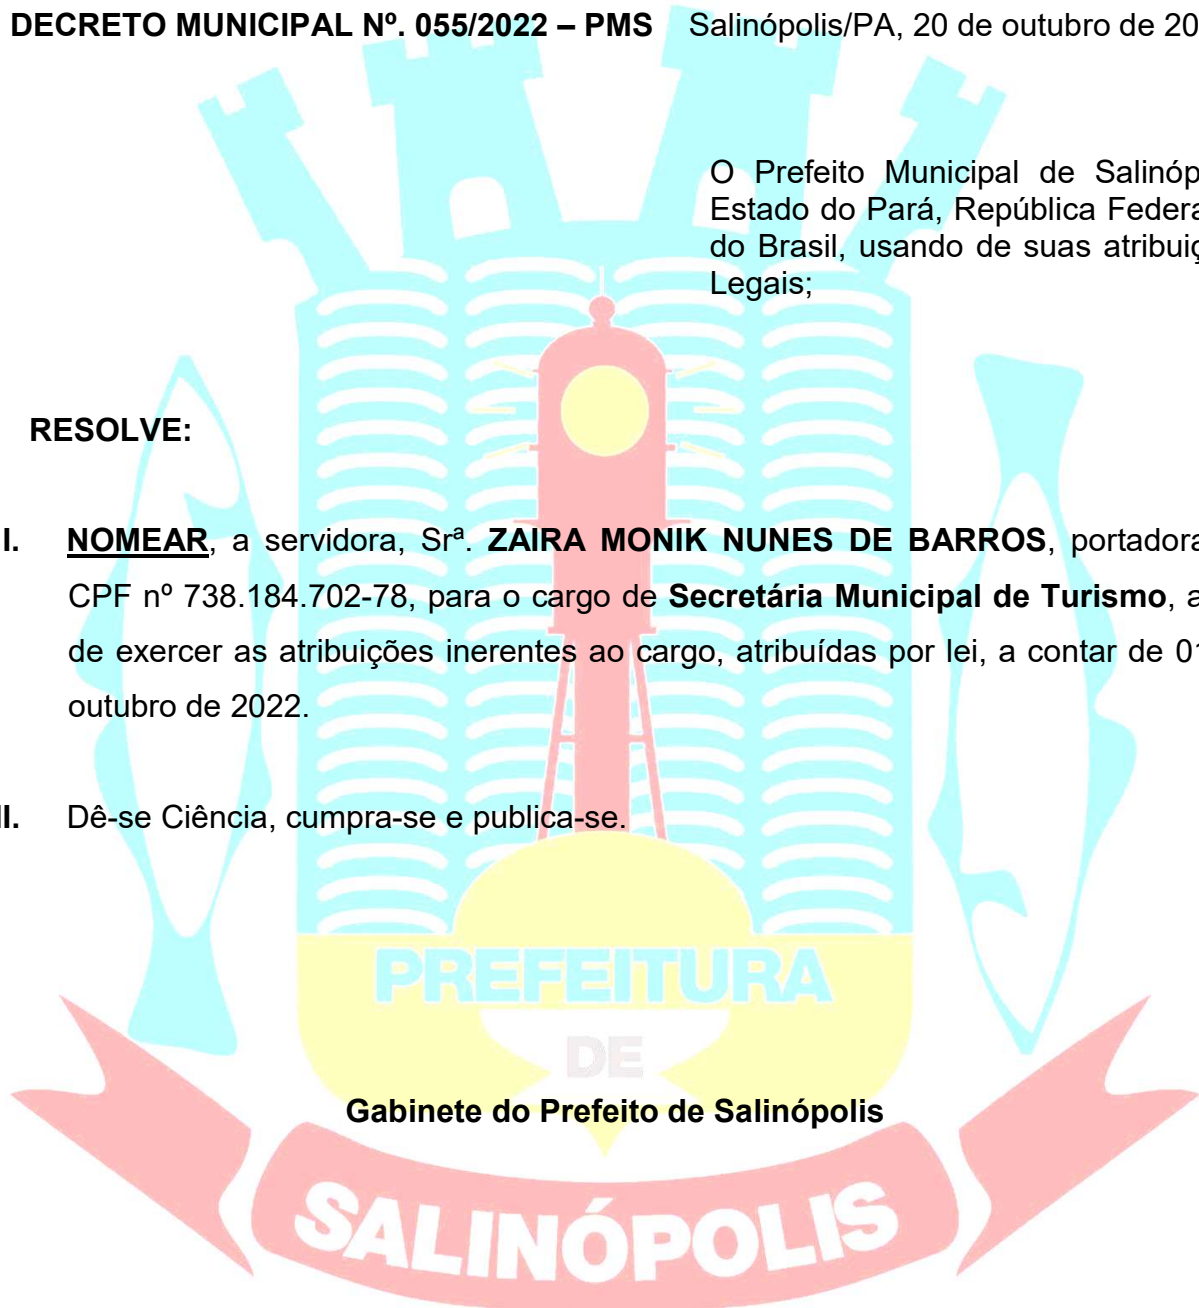 DECRETO MUNICIPAL Nº. 055/2022 – PMS Salinópolis/PA, 20 de outubro de 20
O Prefeito Municipal de Salinóp
Estado do Pará, República Federa
do Brasil, usando de suas atribuiç
Legais;
RESOLVE:
I. NOMEAR, a servidora, Srª. ZAIRA MONIK NUNES DE BARROS, portadora
CPF nº 738.184.702-78, para o cargo de Secretária Municipal de Turismo, a
de exercer as atribuições inerentes ao cargo, atribuídas por lei, a contar de 01
outubro de 2022.
II. Dê-se Ciência, cumpra-se e publica-se.
PREFEITURA
DE
Gabinete do Prefeito de Salinópolis
SALINÓPOLIS